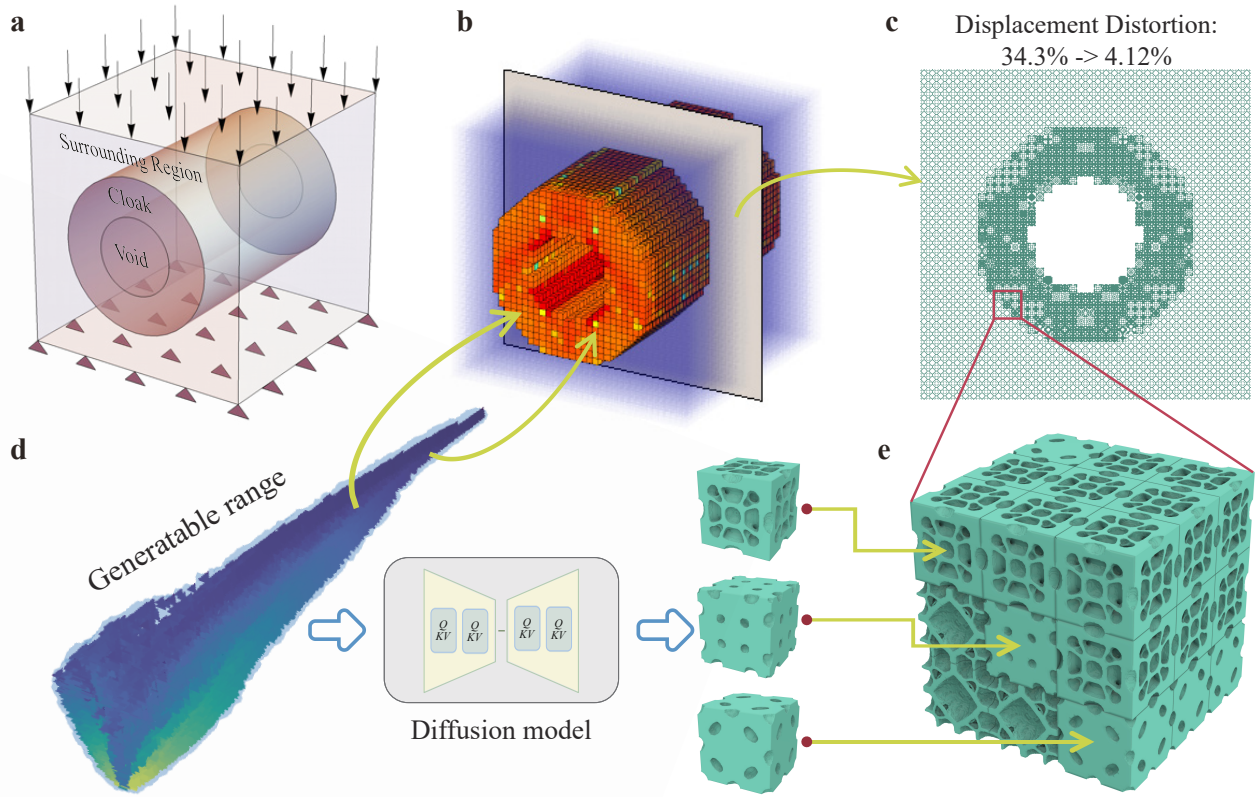 a
Surrounding Region
Cloak
Void
b
c
Displacement Distortion:
34.3% -> 4.12%
d
Generatable range
Q
KV
Q
KV
–
Q
KV
Q
KV
Diffusion model
e